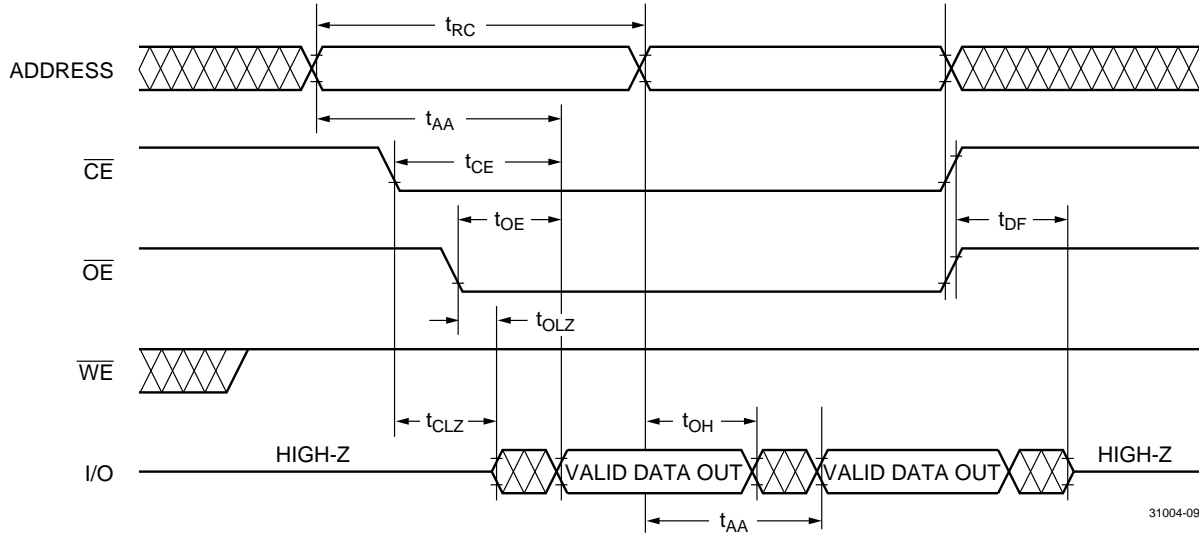 tRC
ADDRESS
tAA
CE
tCE
tOE
tDF
OE
tOLZ
WE
tCLZ
tOH
I/O
HIGH-Z
VALID DATA OUT
VALID DATA OUT
HIGH-Z
tAA
31004-09